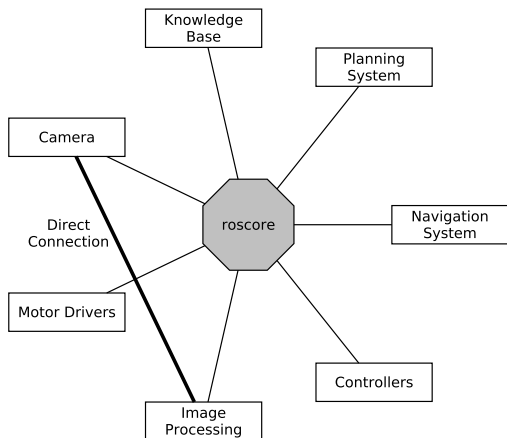 Knowledge
Base
Planning
System
Camera
roscore
Direct
Connection
Navigation
System
Motor Drivers
Controllers
Image
Processing